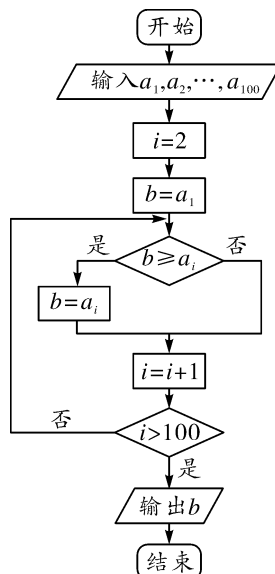 开始
输入a₁,a₂,⋯,a₁₀₀
i=2
b=a₁
是
否
b≥aᵢ
b=aᵢ
i=i+1
否
i>100
是
输出b
结束